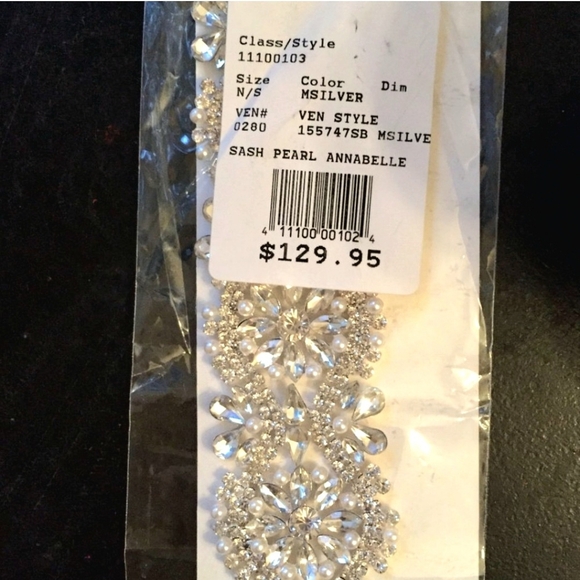 Class/Style
11100103
Size Color Dim
N/S MSILVER
VEN# VEN STYLE
0280 155747SB MSILVE
SASH PEARL ANNABELLE
4 11100 00102 4
$129.95